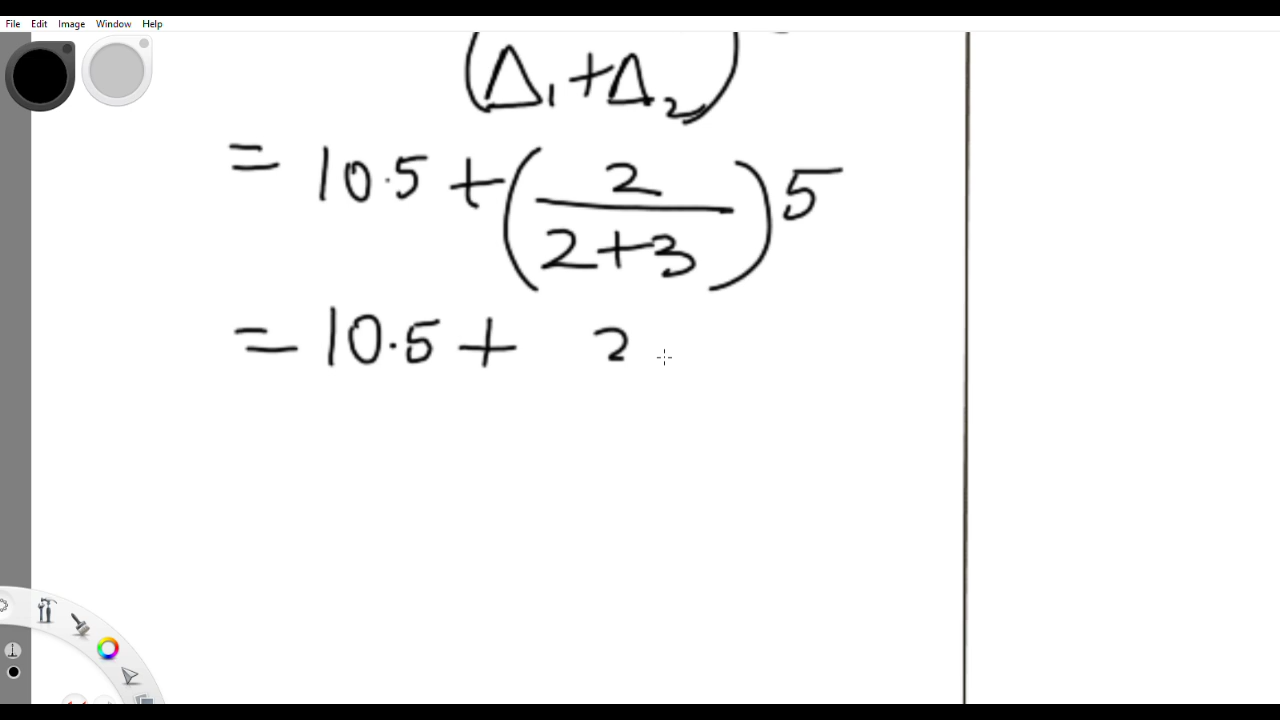 File Edit Image Window Help
(Δ₁+Δ₂)
= 10.5 + (2/(2+3)) 5
= 10.5 + 2